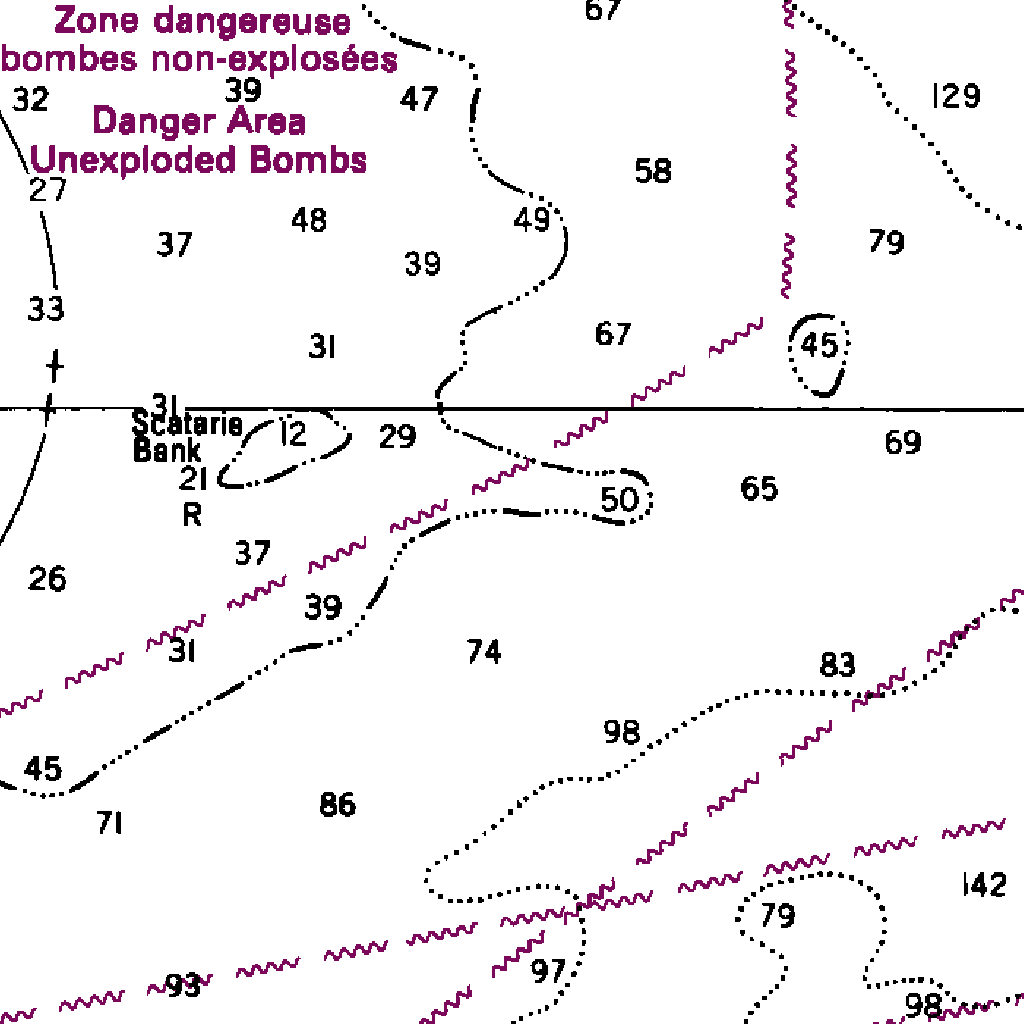 67
Zone dangereuse
bombes non-explosées
32 39 47 129
Danger Area
Unexploded Bombs
58
27
48 49
37 39 79
33
31 67 45
31
Scatarie
Bank
12 29 69
21 50 65
R
37
26 39
31 74 83
98
45
71 86
142
79
93 97
98